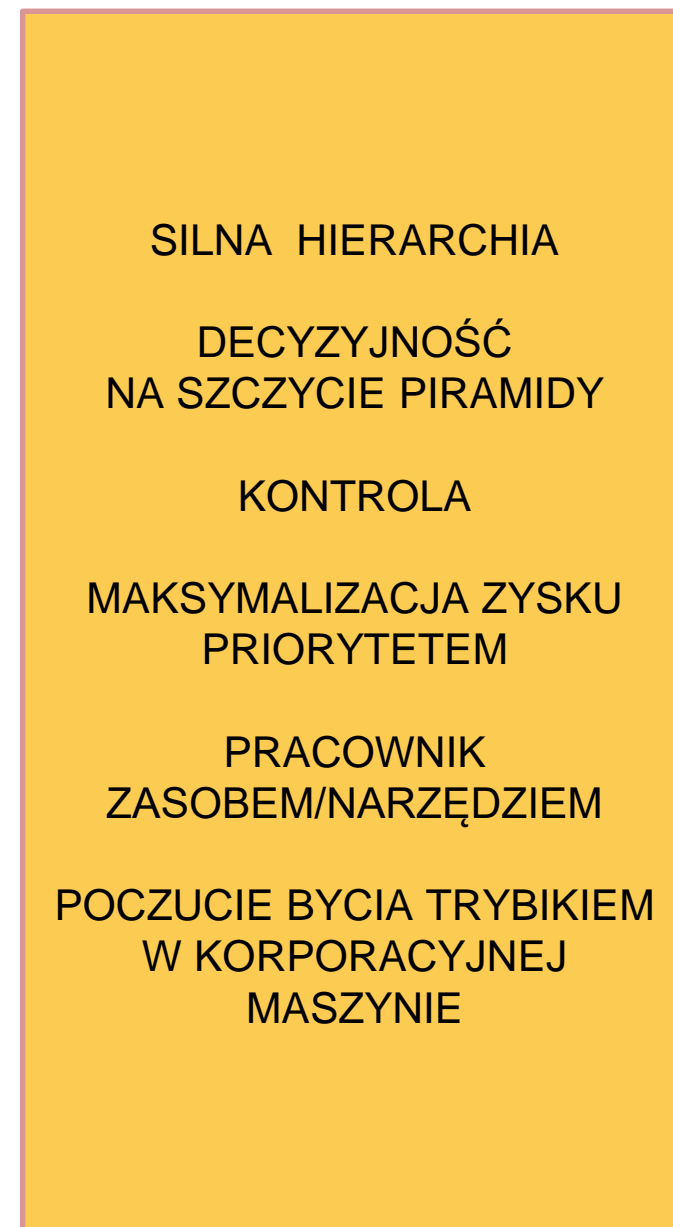 SILNA HIERARCHIA
DECYZYJNOŚĆ
NA SZCZYCIE PIRAMIDY
KONTROLA
MAKSYMALIZACJA ZYSKU
PRIORYTETEM
PRACOWNIK
ZASOBEM/NARZĘDZIEM
POCZUCIE BYCIA TRYBIKIEM
W KORPORACYJNEJ
MASZYNIE